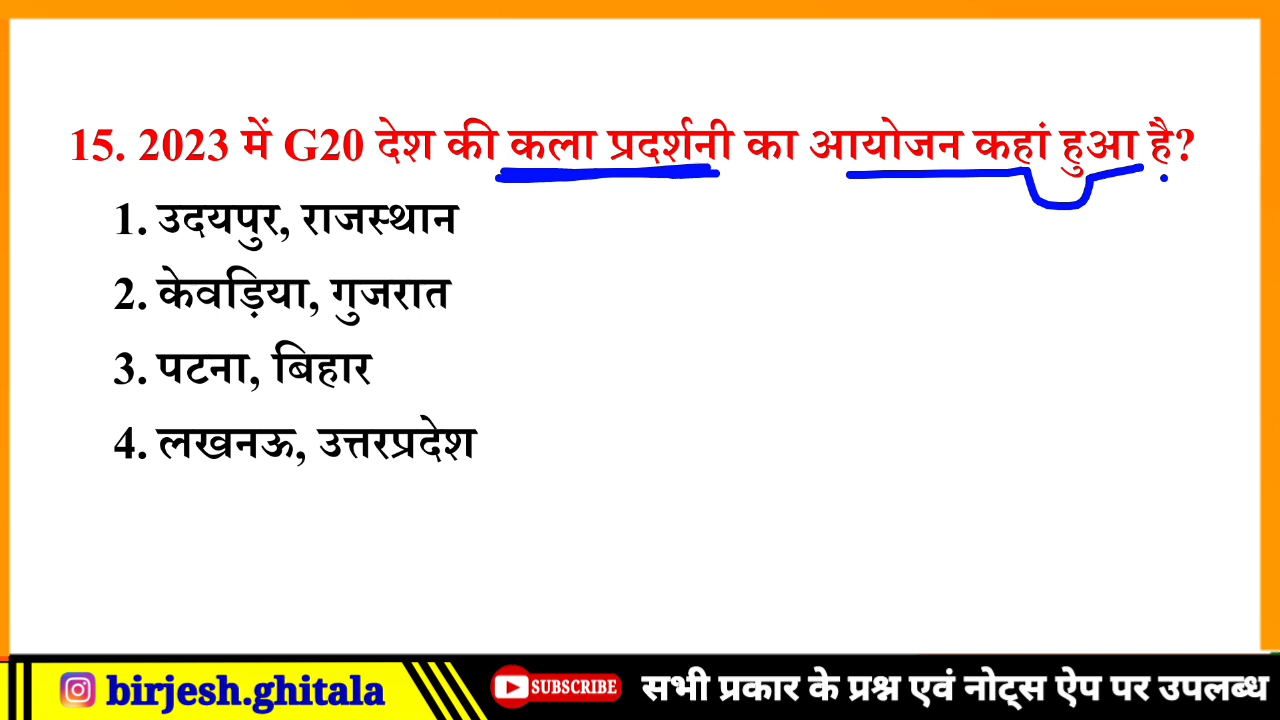 15. 2023 में G20 देश की कला प्रदर्शनी का आयोजन कहां हुआ है?
1. उदयपुर, राजस्थान
2. केवड़िया, गुजरात
3. पटना, बिहार
4. लखनऊ, उत्तरप्रदेश
birjesh.ghitala SUBSCRIBE सभी प्रकार के प्रश्न एवं नोट्स ऐप पर उपलब्ध